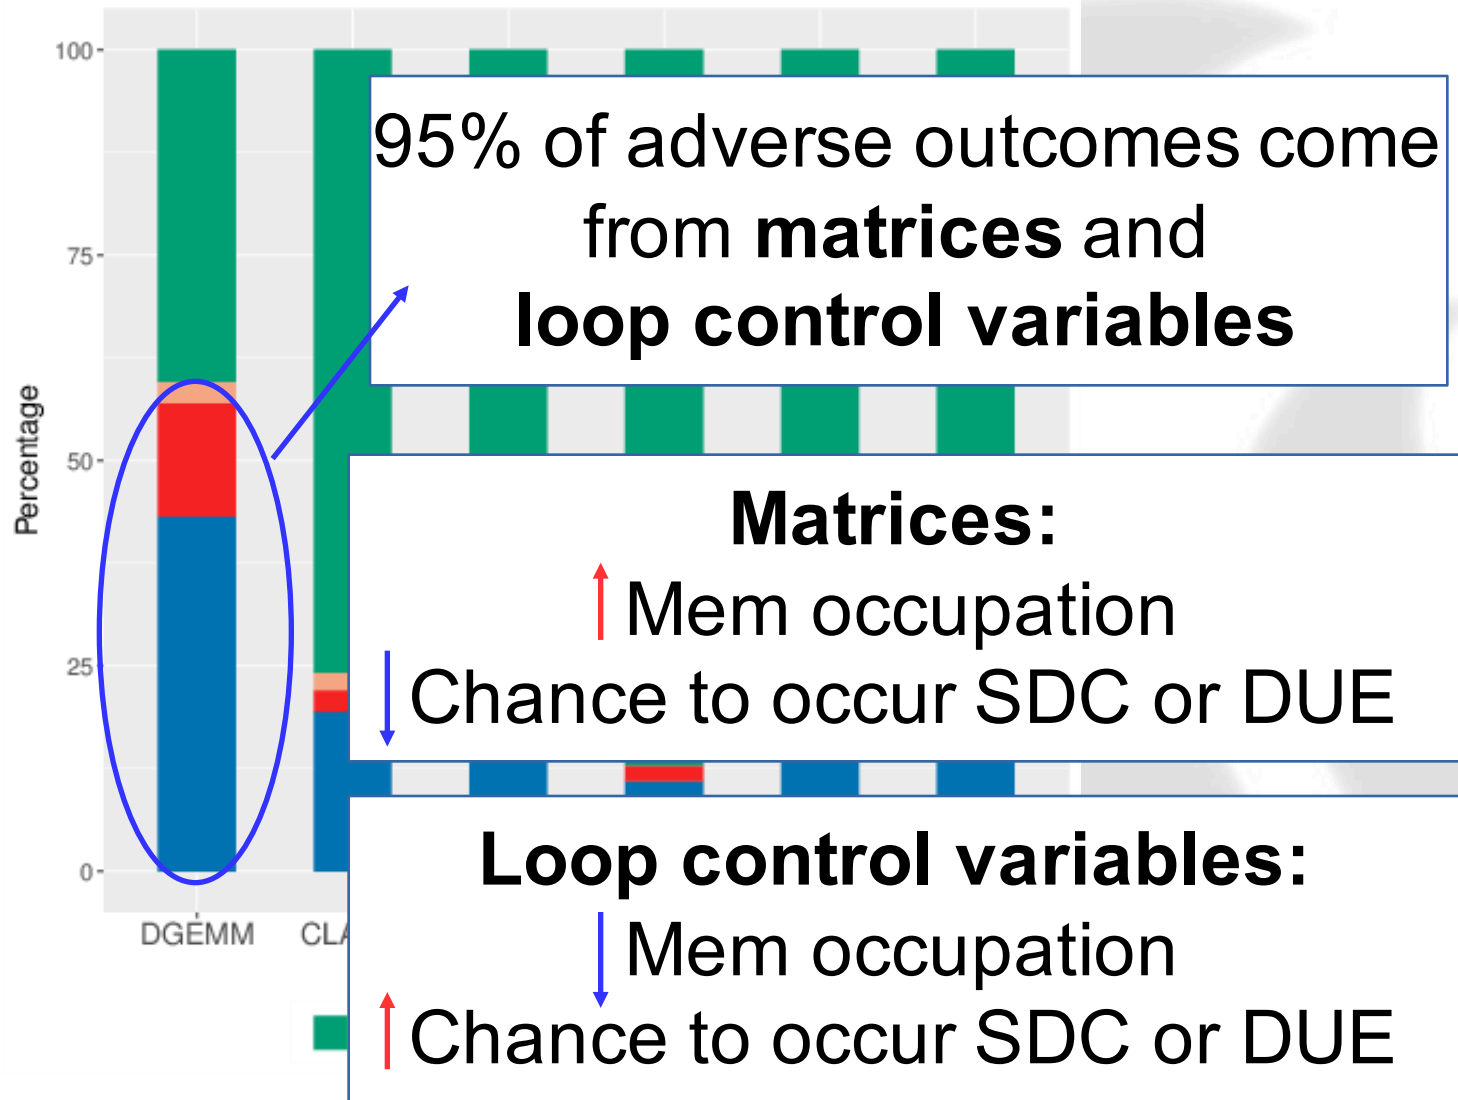 100
75
50
25
0
Percentage
DGEMM
95% of adverse outcomes come
from matrices and
loop control variables
Matrices:
Mem occupation
Chance to occur SDC or DUE
Loop control variables:
Mem occupation
Chance to occur SDC or DUE